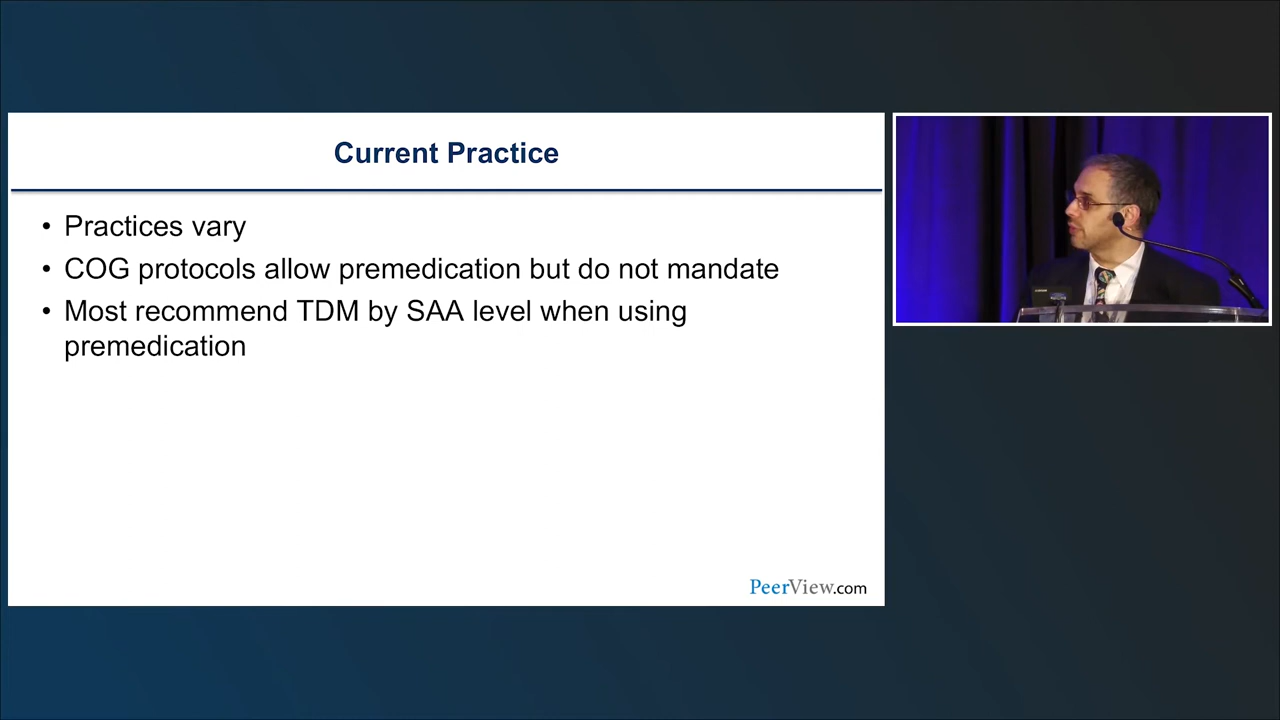 Current Practice
• Practices vary
• COG protocols allow premedication but do not mandate
• Most recommend TDM by SAA level when using
premedication
PeerView.com